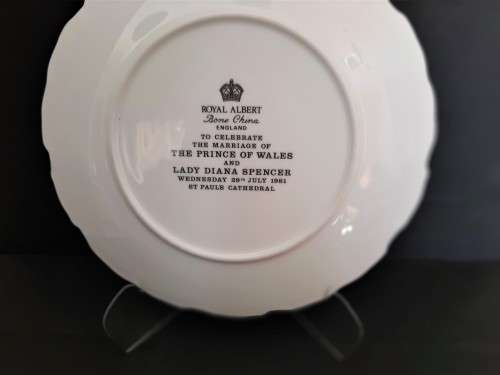 ROYAL ALBERT
Bone China
ENGLAND
TO CELEBRATE
THE MARRIAGE OF
THE PRINCE OF WALES
AND
LADY DIANA SPENCER
WEDNESDAY 29TH JULY 1981
ST PAULS CATHEDRAL